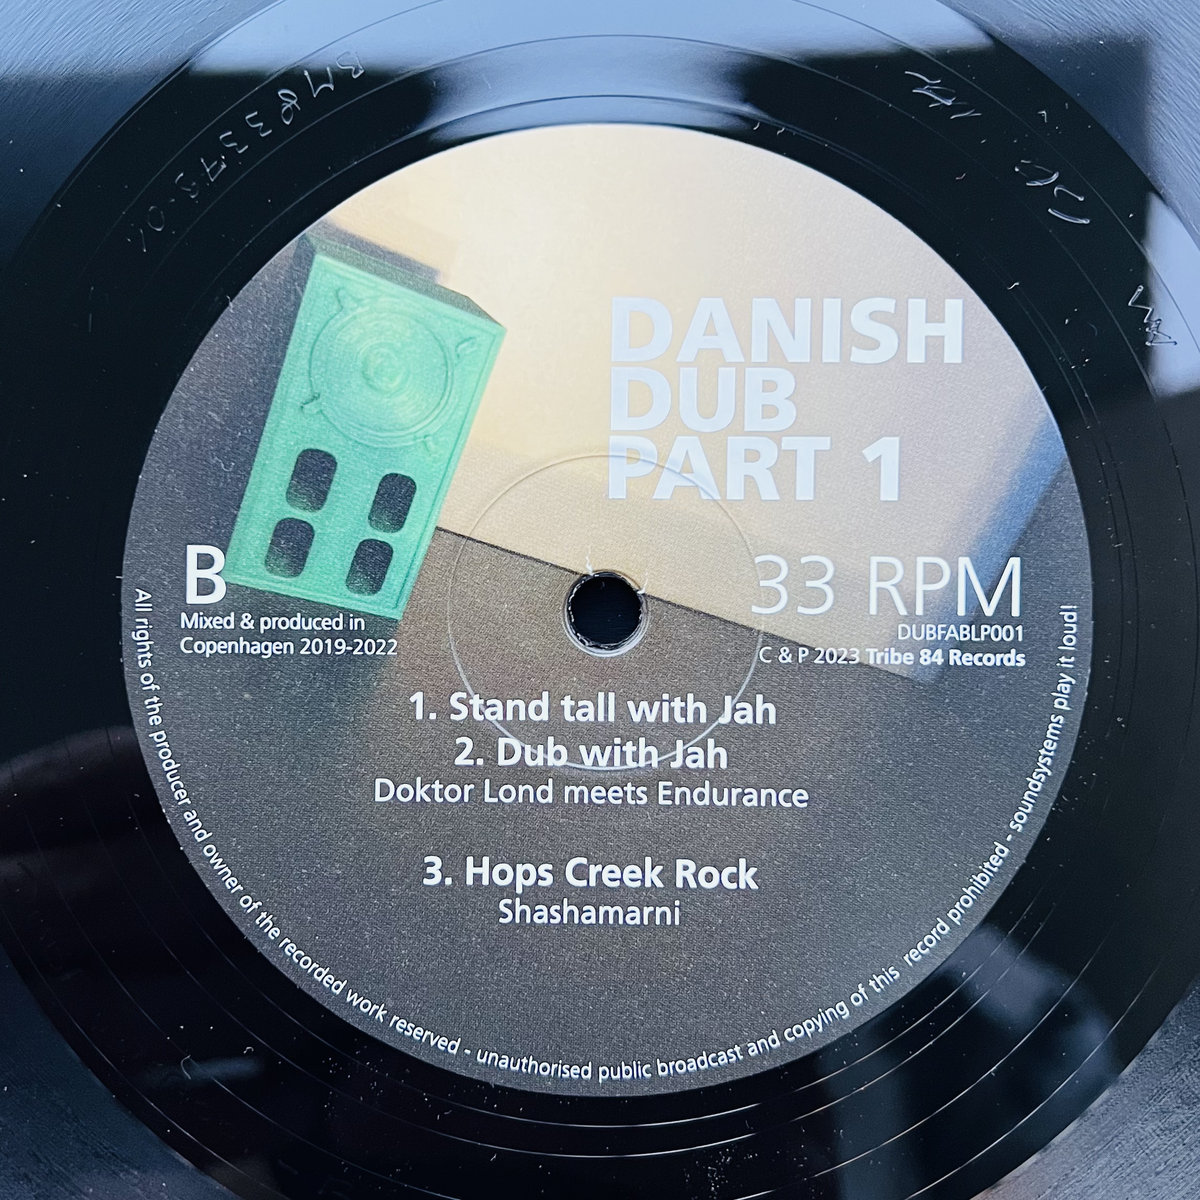 DANISH
DUB
PART 1
B
Mixed & produced in
Copenhagen 2019-2022
33 RPM
DUBFABLP001
C & P 2023 Tribe 84 Records
1. Stand tall with Jah
2. Dub with Jah
Doktor Lond meets Endurance
3. Hops Creek Rock
Shashamarni
All rights of the producer and owner of the recorded work reserved - unauthorised public broadcast and copying of this record prohibited - soundsystems play it loud!